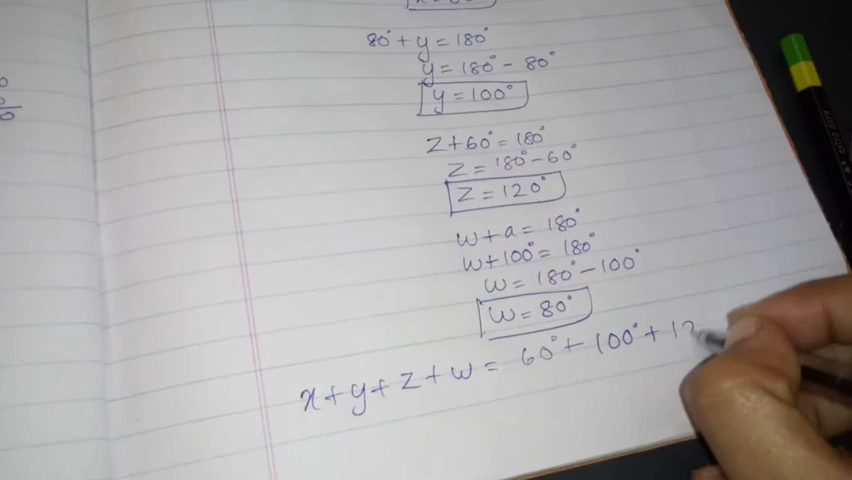 80° + y = 180°
y = 180° - 80°
y = 100°
z + 60° = 180°
z = 180° - 60°
z = 120°
w + a = 180°
w + 100° = 180°
w = 180° - 100°
w = 80°
x + y + z + w = 60° + 100° + 12